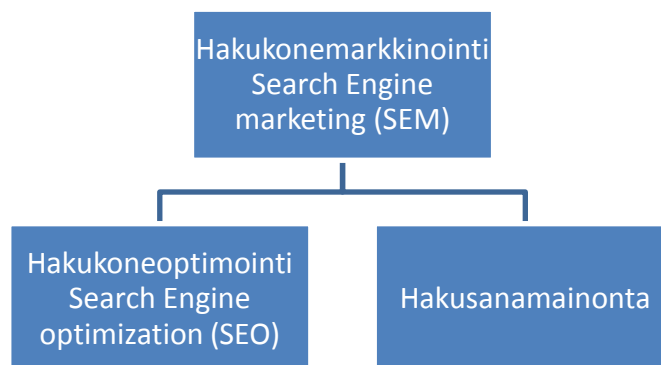 Hakukonemarkkinointi
Search Engine
marketing (SEM)
Hakukoneoptimointi
Search Engine
optimization (SEO)
Hakusanamainonta